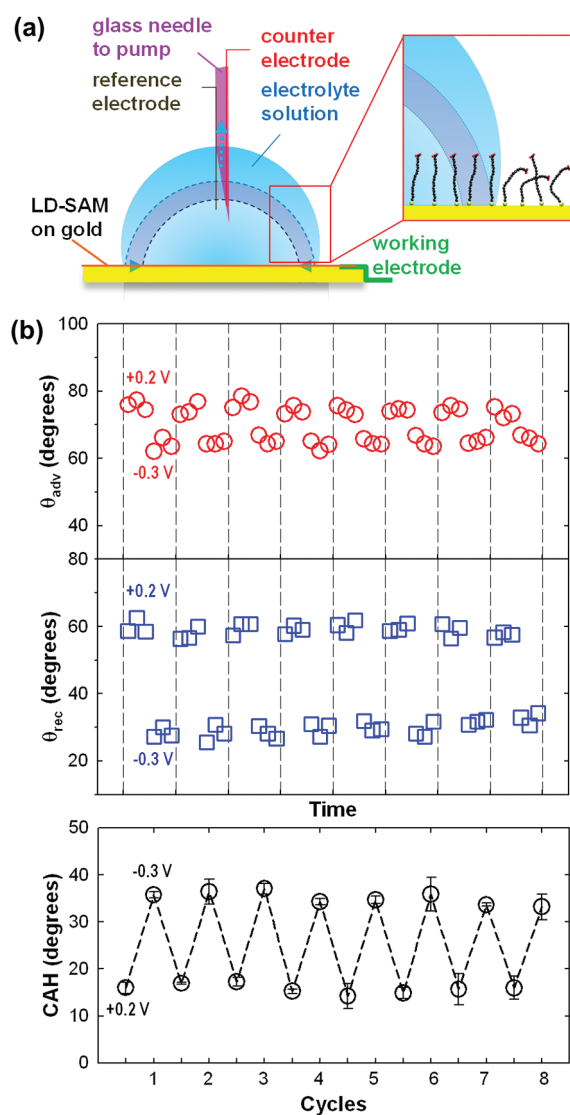 (a)
glass needle
to pump
counter
electrode
reference
electrode
electrolyte
solution
LD-SAM
on gold
working
electrode
(b)
100
80
60
40
80
60
40
20
θadv (degrees)
+0.2 V
-0.3 V
θrec (degrees)
+0.2 V
-0.3 V
Time
50
40
30
20
10
0
CAH (degrees)
-0.3 V
+0.2 V
1 2 3 4 5 6 7 8
Cycles